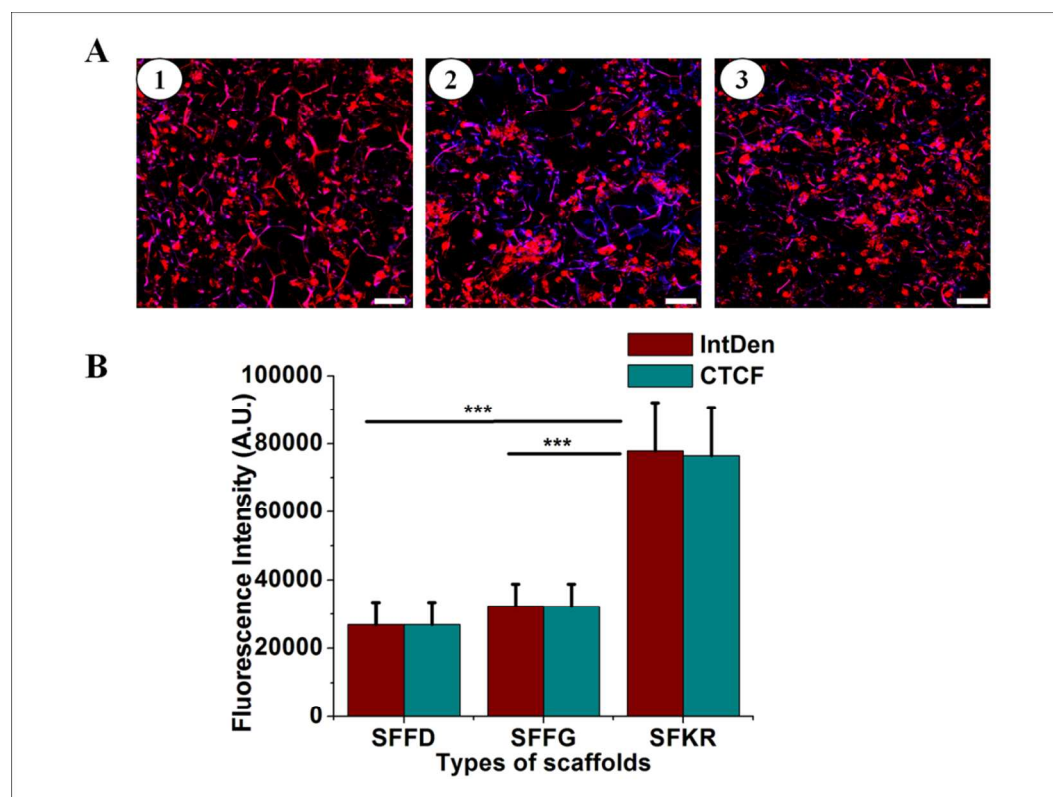 A
1
2
3
B
IntDen
CTCF
Fluorescence Intensity (A.U.)
100000
80000
60000
40000
20000
0
***
***
SFFD SFFG SFKR
Types of scaffolds